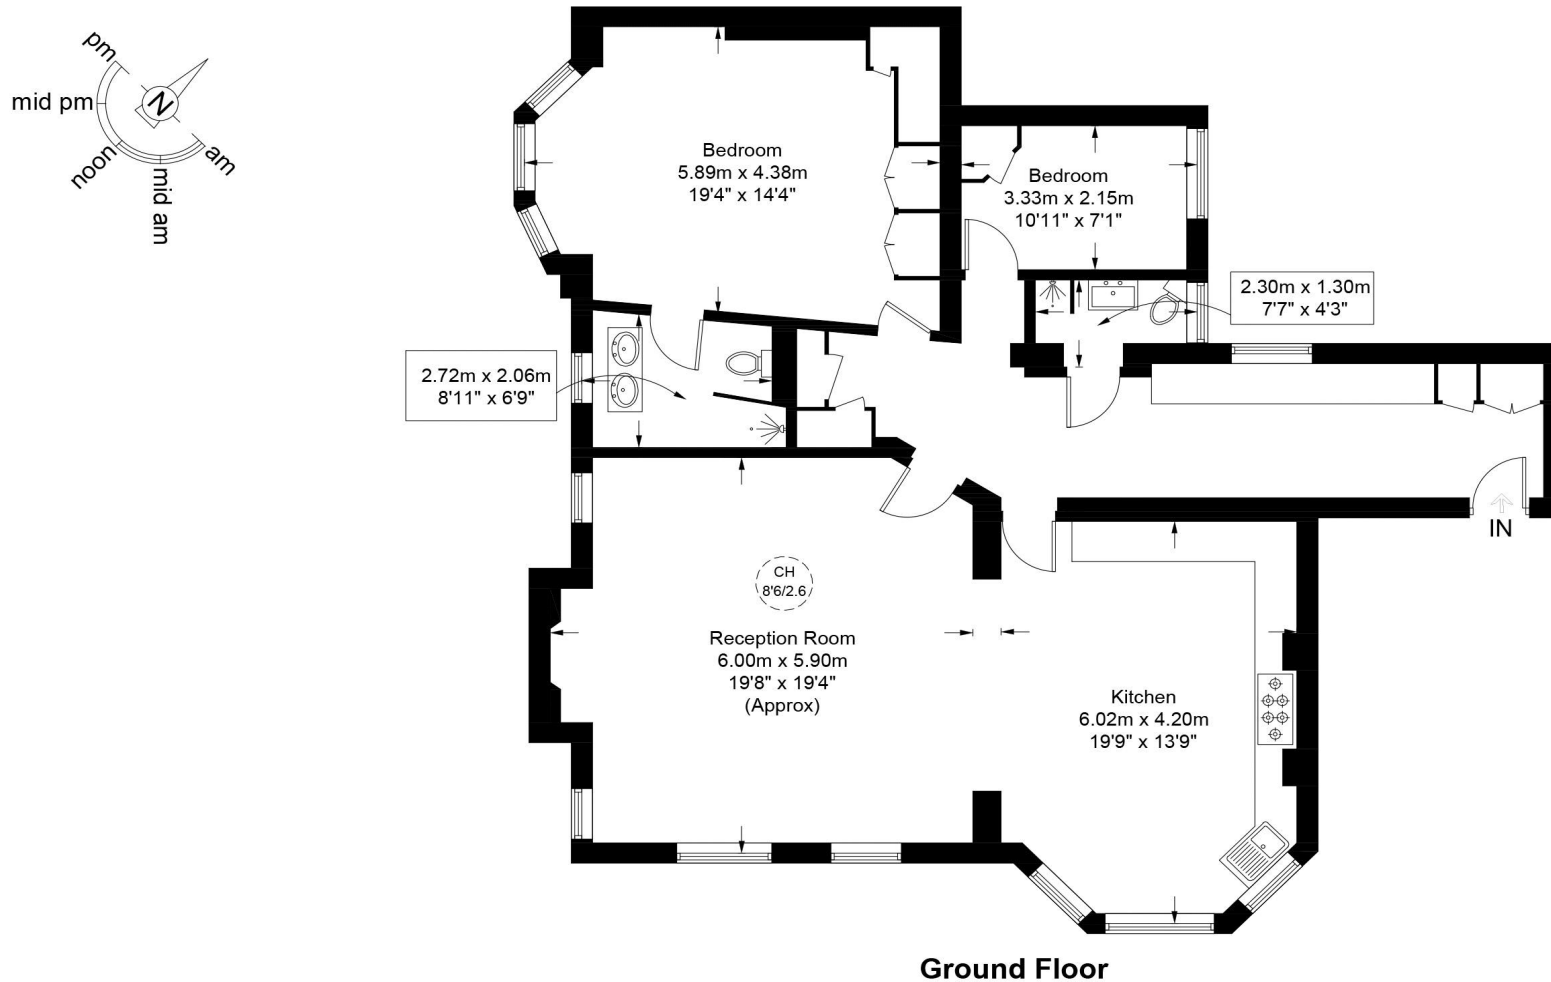 pm
mid pm
N
noon
mid am
am
Bedroom
5.89m x 4.38m
19'4" x 14'4"
Bedroom
3.33m x 2.15m
10'11" x 7'1"
2.30m x 1.30m
7'7" x 4'3"
2.72m x 2.06m
8'11" x 6'9"
IN
CH
8'6/2.6
Reception Room
6.00m x 5.90m
19'8" x 19'4"
(Approx)
Kitchen
6.02m x 4.20m
19'9" x 13'9"
Ground Floor